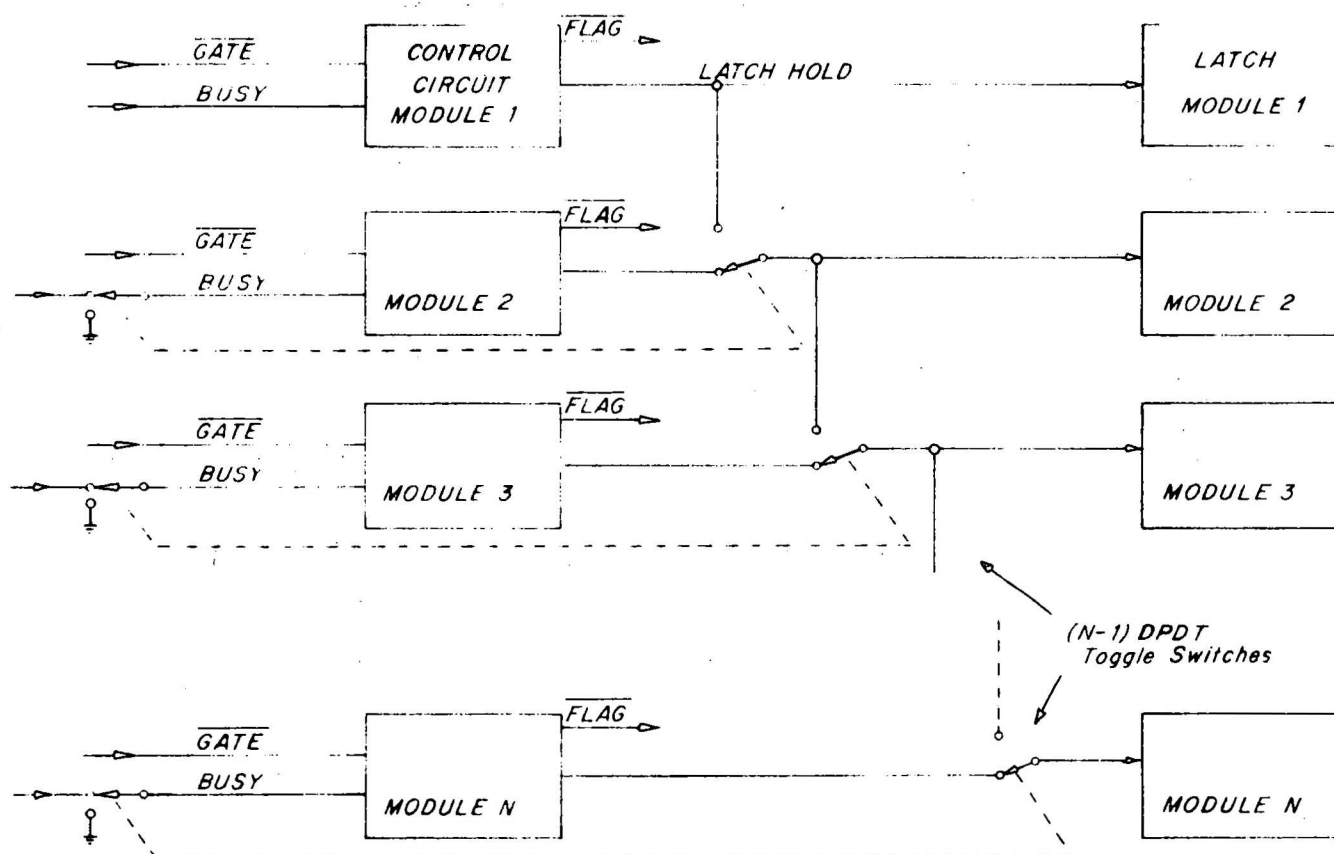 GATE
BUSY
CONTROL
CIRCUIT
MODULE 1
FLAG
LATCH HOLD
LATCH
MODULE 1
GATE
BUSY
MODULE 2
FLAG
MODULE 2
GATE
BUSY
MODULE 3
FLAG
MODULE 3
(N-1) DPDT
Toggle Switches
GATE
BUSY
MODULE N
FLAG
MODULE N